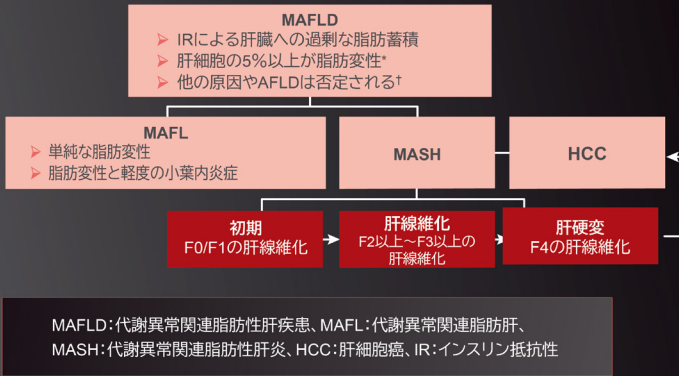 MAFLD
➢ IRによる肝臓への過剰な脂肪蓄積
➢ 肝細胞の5%以上が脂肪変性*
➢ 他の原因やAFLDは否定される†
MAFL
➢ 単純な脂肪変性
➢ 脂肪変性と軽度の小葉内炎症
MASH
HCC
初期
F0/F1の肝線維化
肝線維化
F2以上～F3以上の
肝線維化
肝硬変
F4の肝線維化
MAFLD：代謝異常関連脂肪性肝疾患、MAFL：代謝異常関連脂肪肝、
MASH：代謝異常関連脂肪性肝炎、HCC：肝細胞癌、IR：インスリン抵抗性